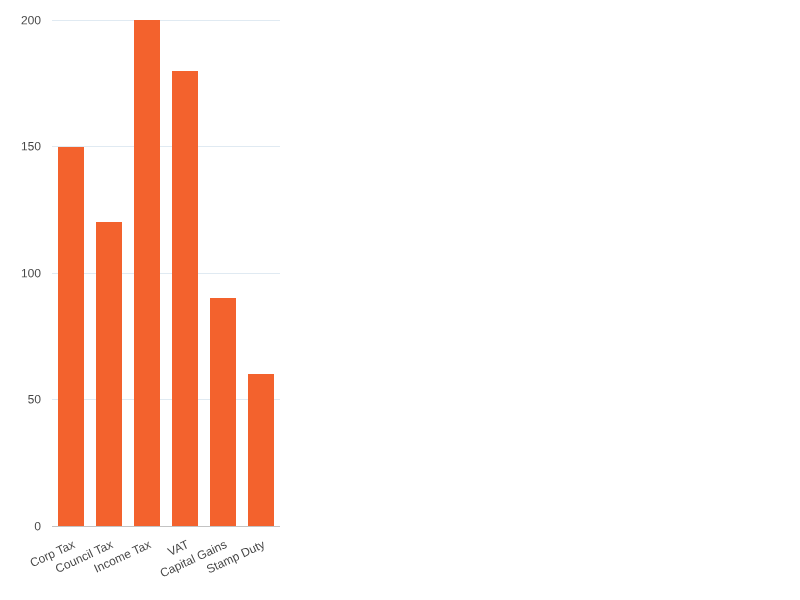 200
150
100
50
0
Corp Tax
Council Tax
Income Tax
VAT
Capital Gains
Stamp Duty